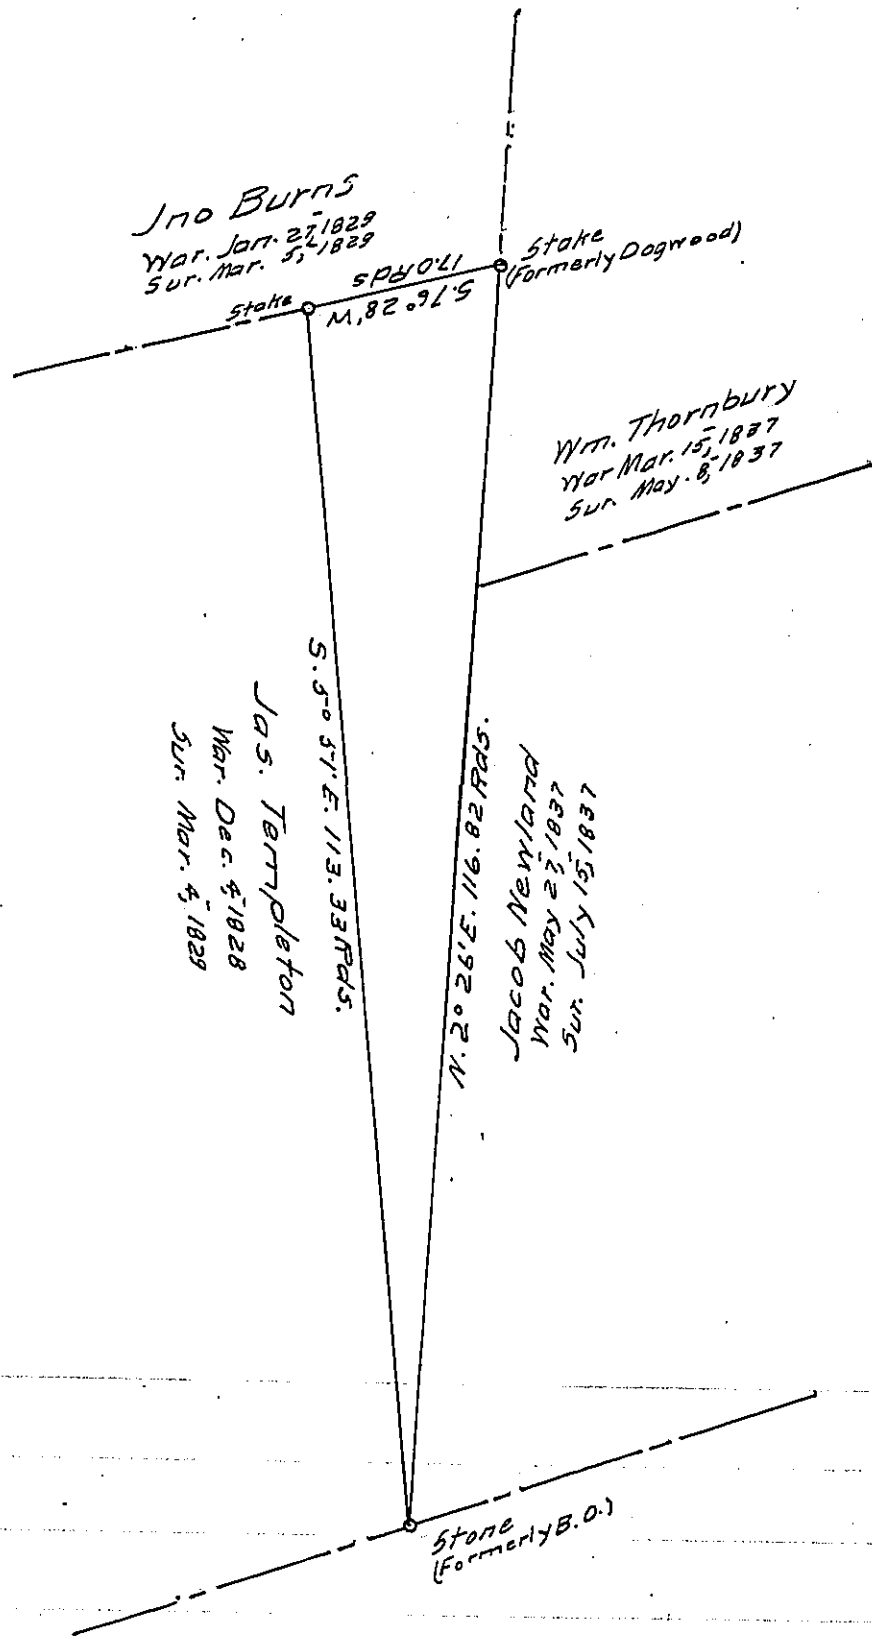 Jno Burns
War. Jan. 27, 1829
Sur. Mar. 5, 1829
Stake
(Formerly Dogwood)
Stake
S. 76° 28' W
17.0 Rds
Wm. Thornbury
War Mar. 15, 1837
Sur. May. 8, 1837
S. 5° 51' E. 113.33 Rds.
Jas. Templeton
War. Dec. 4, 1828
Sur. Mar. 4, 1829
N. 2° 26' E. 116.82 Rds.
Jacob Newland
War. May 1837
Sur. July 15, 1837
Stone
(Formerly B.O.)